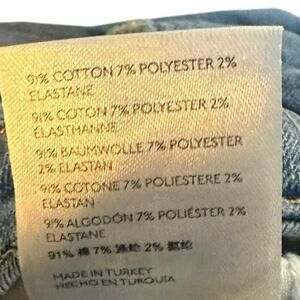 91% COTTON 7% POLYESTER 2%
ELASTANE
91% COTON 7% POLYESTER 2%
ELASTHANNE
91% BAUMWOLLE 7% POLYESTER
2% ELASTAN
91% COTONE 7% POLIESTERE 2%
ELASTAN
91% ALGODÓN 7% POLIÉSTER 2%
ELASTANE
91% 棉 7% 涤纶 2% 氨纶
MADE IN TURKEY
HECHO EN TURQUÍA